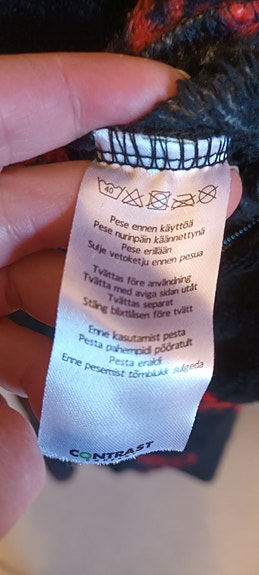 40
Pese ennen käyttöä
Pese nurinpäin käännettynä
Pese erillään
Sulje vetoketju ennen pesua
Tvättas före användning
Tvätta med aviga sidan utåt
Tvättas separat
Stäng blixtlåsen före tvätt
Enne kasutamist pesta
Pesta pahempoidi pööratult
Pesta eraldi
Enne pesemist tõmblukk sulgeda
CONTRAST